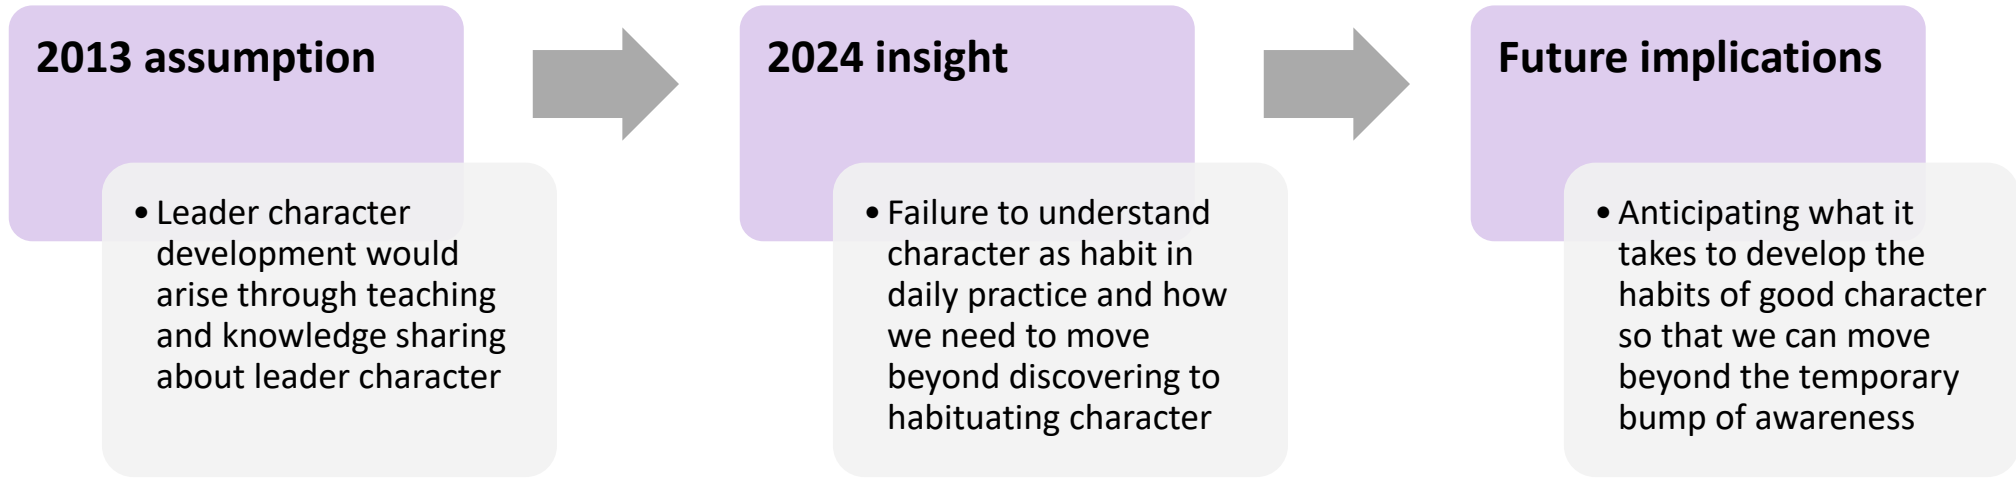 2013 assumption
• Leader character
development would
arise through teaching
and knowledge sharing
about leader character
2024 insight
• Failure to understand
character as habit in
daily practice and how
we need to move
beyond discovering to
habituating character
Future implications
• Anticipating what it
takes to develop the
habits of good character
so that we can move
beyond the temporary
bump of awareness